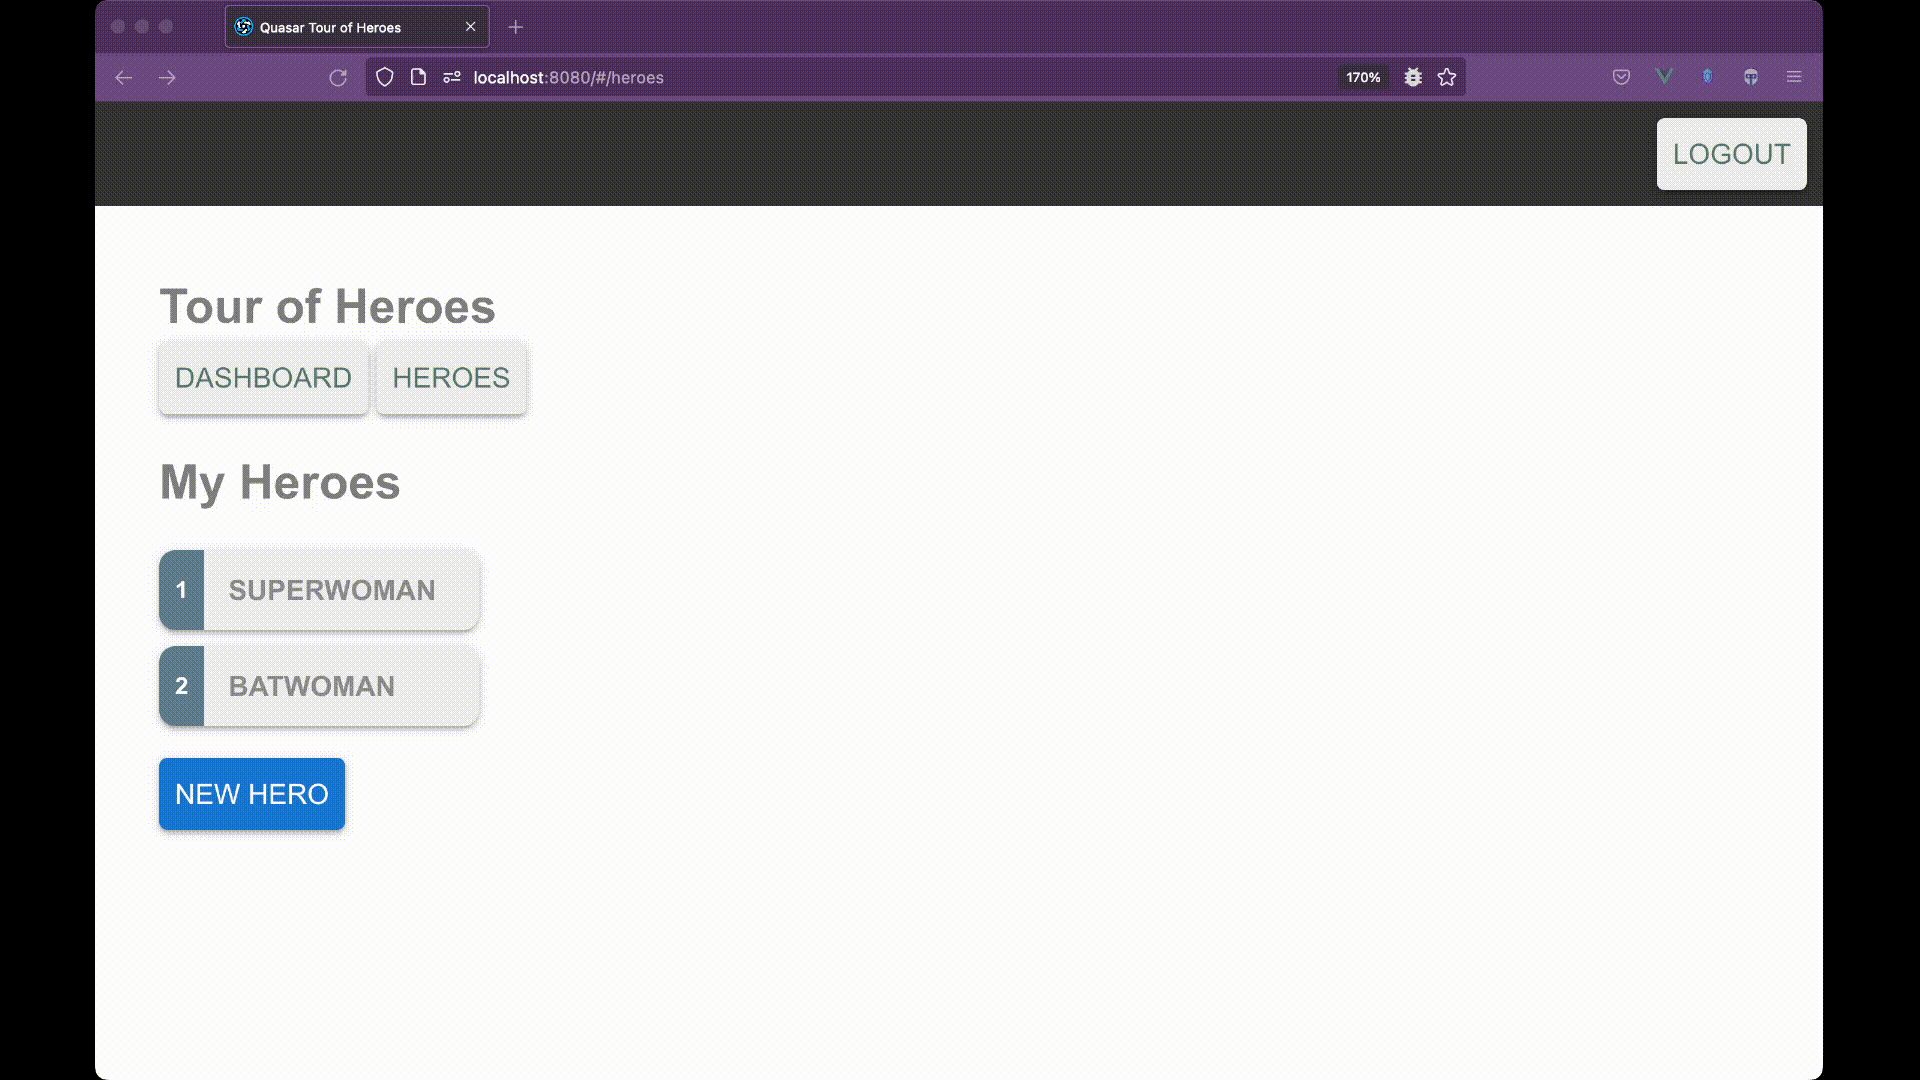 Quasar Tour of Heroes
localhost:8080/#/heroes
170%
LOGOUT
Tour of Heroes
DASHBOARD HEROES
My Heroes
1 SUPERWOMAN
2 BATWOMAN
NEW HERO